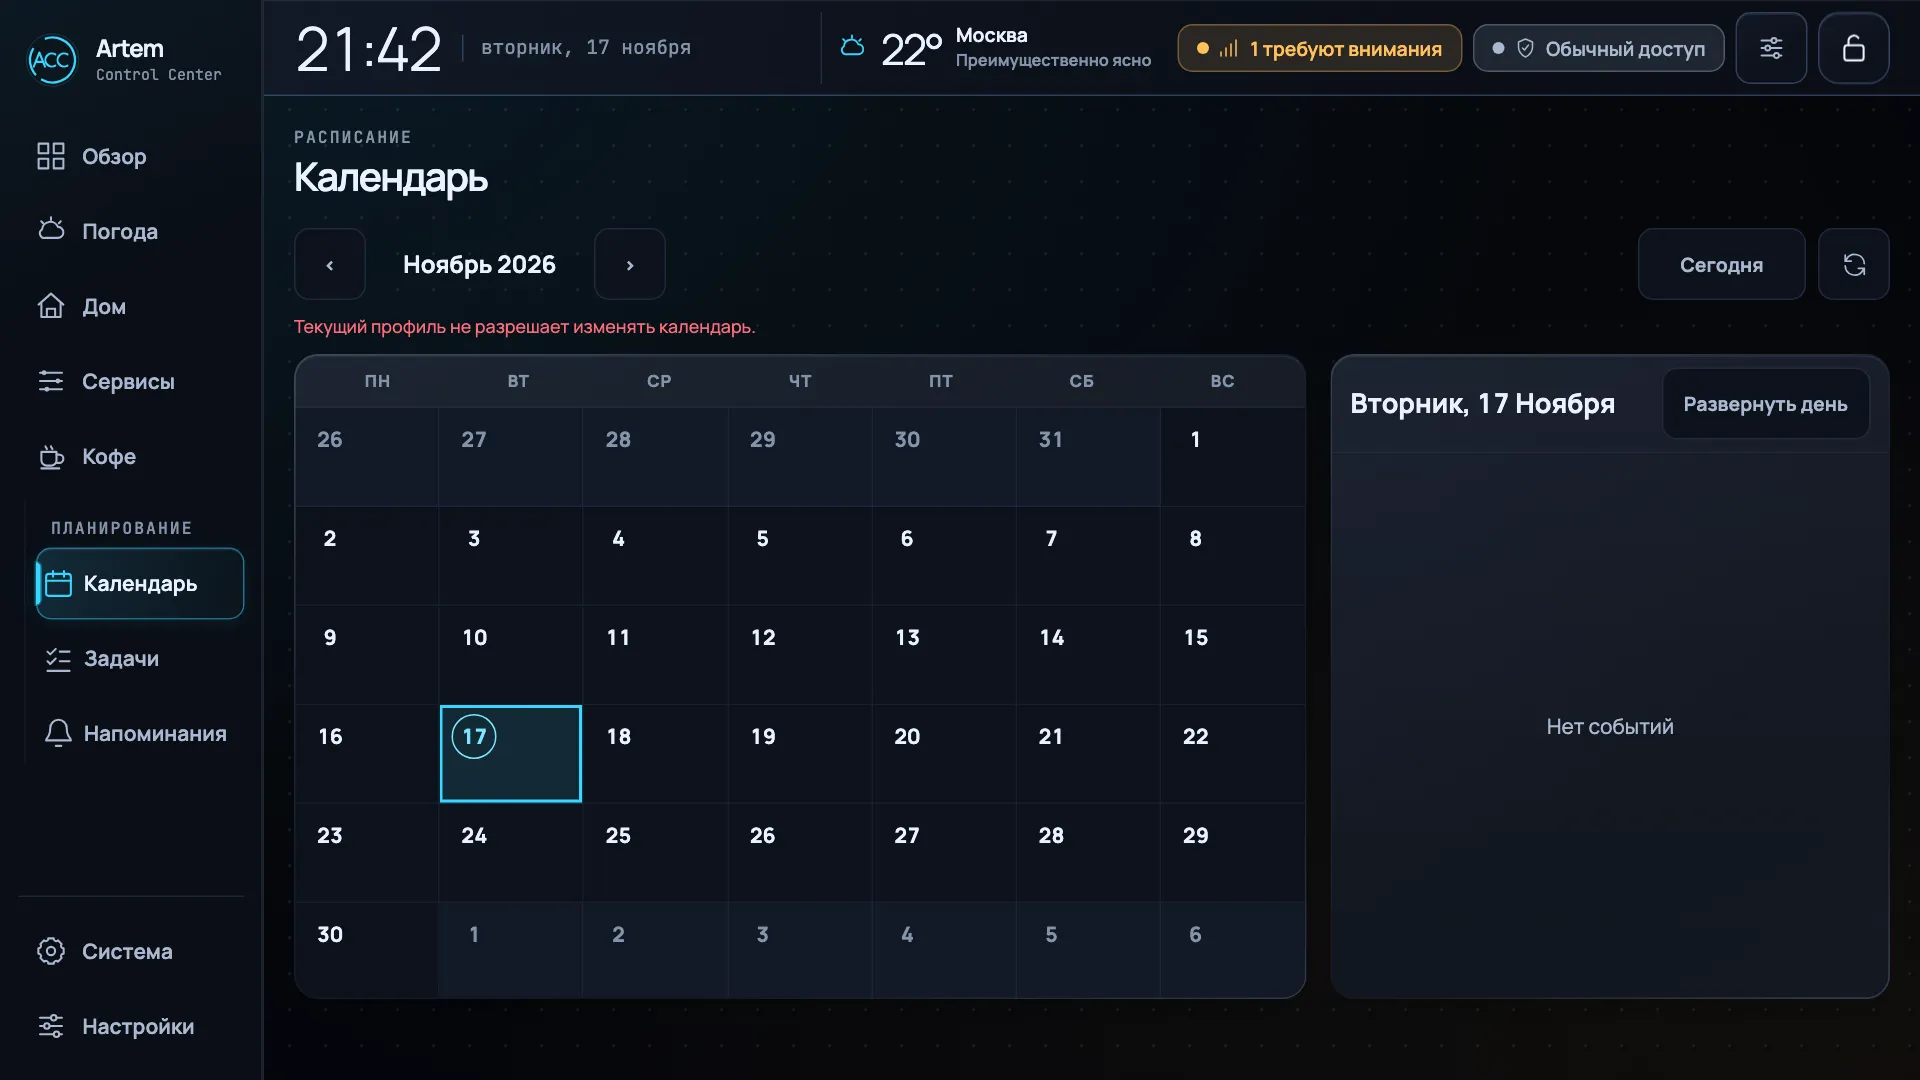 ACC
Artem
Control Center
Обзор
Погода
Дом
Сервисы
Кофе
ПЛАНИРОВАНИЕ
Календарь
Задачи
Напоминания
Система
Настройки
21:42
вторник, 17 ноября
22°
Москва
Преимущественно ясно
1 требуют внимания
Обычный доступ
РАСПИСАНИЕ
Календарь
‹ Ноябрь 2026 ›
Сегодня
Текущий профиль не разрешает изменять календарь.
ПН ВТ СР ЧТ ПТ СБ ВС
26 27 28 29 30 31 1
2 3 4 5 6 7 8
9 10 11 12 13 14 15
16 17 18 19 20 21 22
23 24 25 26 27 28 29
30 1 2 3 4 5 6
Вторник, 17 Ноября
Развернуть день
Нет событий